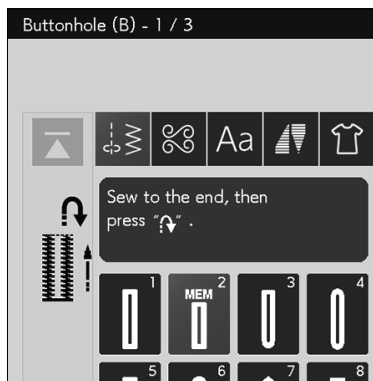 Buttonhole (B) - 1 / 3
Aa
Sew to the end, then
press "↷" .
1
MEM 2
3
4
5
6
7
8